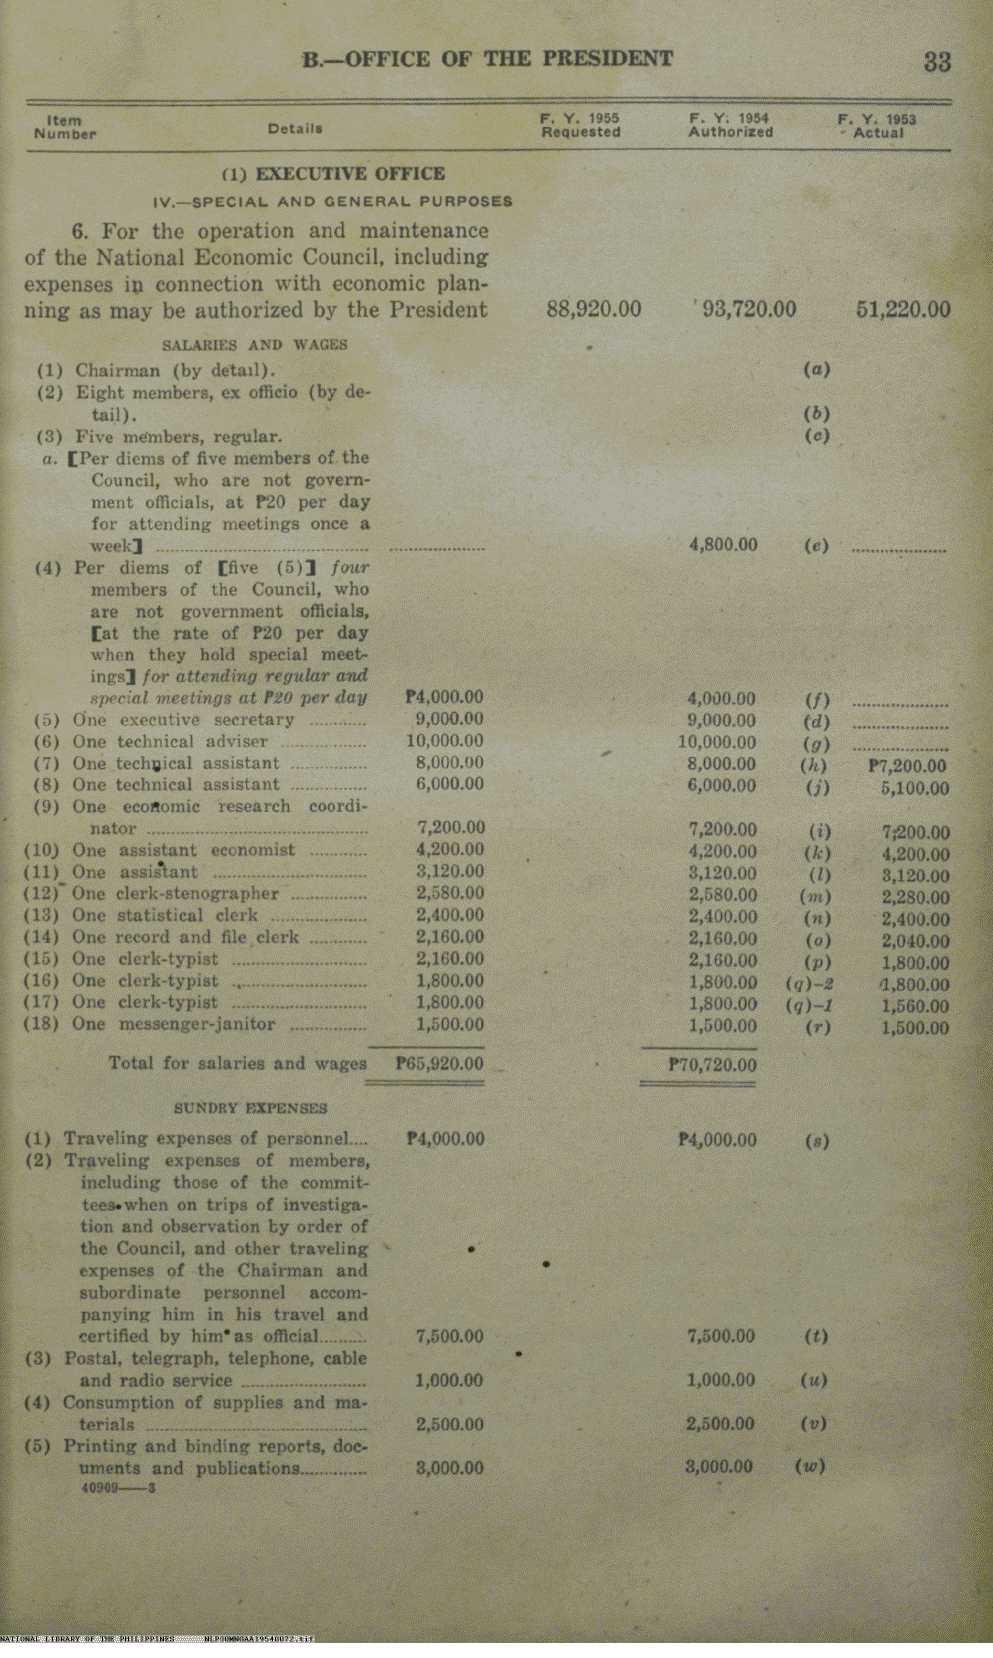 B.—OFFICE OF THE PRESIDENT 33
Item Number Details F. Y. 1955 Requested F. Y. 1954 Authorized F. Y. 1953 Actual
(1) EXECUTIVE OFFICE
IV.—SPECIAL AND GENERAL PURPOSES
6. For the operation and maintenance
of the National Economic Council, including
expenses in connection with economic plan-
ning as may be authorized by the President 88,920.00 93,720.00 51,220.00
SALARIES AND WAGES
(1) Chairman (by detail). (a)
(2) Eight members, ex officio (by de-
tail). (b)
(3) Five members, regular. (c)
a. [Per diems of five members of the
Council, who are not govern-
ment officials, at ₱20 per day
for attending meetings once a
week] .......... .......... 4,800.00 (e) ..........
(4) Per diems of [five (5)] four
members of the Council, who
are not government officials,
[at the rate of ₱20 per day
when they hold special meet-
ings] for attending regular and
special meetings at ₱20 per day ₱4,000.00 4,000.00 (f) ..........
(5) One executive secretary .......... 9,000.00 9,000.00 (d) ..........
(6) One technical adviser .......... 10,000.00 10,000.00 (g) ..........
(7) One technical assistant .......... 8,000.00 8,000.00 (h) ₱7,200.00
(8) One technical assistant .......... 6,000.00 6,000.00 (j) 5,100.00
(9) One economic research coordi-
nator .......... 7,200.00 7,200.00 (i) 7,200.00
(10) One assistant economist .......... 4,200.00 4,200.00 (k) 4,200.00
(11) One assistant .......... 3,120.00 3,120.00 (l) 3,120.00
(12) One clerk-stenographer .......... 2,580.00 2,580.00 (m) 2,280.00
(13) One statistical clerk .......... 2,400.00 2,400.00 (n) 2,400.00
(14) One record and file clerk .......... 2,160.00 2,160.00 (o) 2,040.00
(15) One clerk-typist .......... 2,160.00 2,160.00 (p) 1,800.00
(16) One clerk-typist .......... 1,800.00 1,800.00 (q)-2 1,800.00
(17) One clerk-typist .......... 1,800.00 1,800.00 (q)-1 1,560.00
(18) One messenger-janitor .......... 1,500.00 1,500.00 (r) 1,500.00
Total for salaries and wages ₱65,920.00 ₱70,720.00
SUNDRY EXPENSES
(1) Traveling expenses of personnel.... ₱4,000.00 ₱4,000.00 (s)
(2) Traveling expenses of members,
including those of the commit-
tees when on trips of investiga-
tion and observation by order of
the Council, and other traveling
expenses of the Chairman and
subordinate personnel accom-
panying him in his travel and
certified by him as official.......... 7,500.00 7,500.00 (t)
(3) Postal, telegraph, telephone, cable
and radio service .......... 1,000.00 1,000.00 (u)
(4) Consumption of supplies and ma-
terials .......... 2,500.00 2,500.00 (v)
(5) Printing and binding reports, doc-
uments and publications.......... 3,000.00 3,000.00 (w)
40909——3
NATIONAL LIBRARY OF THE PHILIPPINES NLP00MN0AA19540072.tif